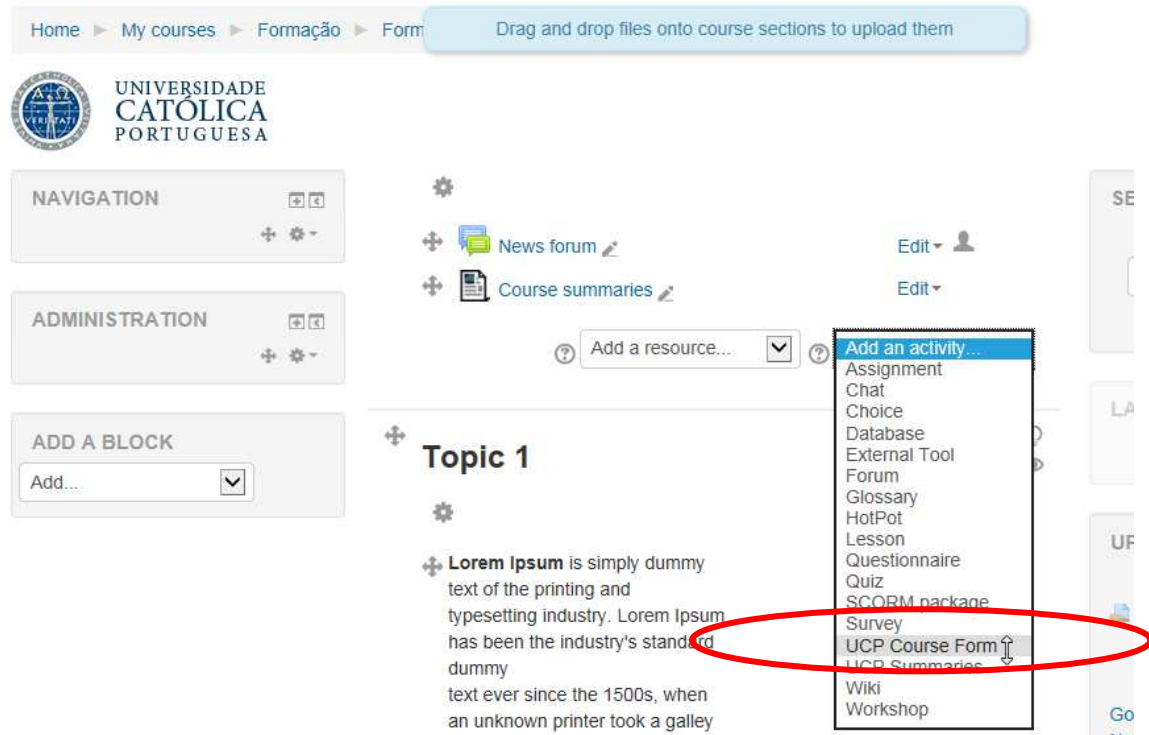 Home ► My courses ► Formação ► Form
Drag and drop files onto course sections to upload them
UNIVERSIDADE
CATÓLICA
PORTUGUESA
NAVIGATION
ADMINISTRATION
ADD A BLOCK
Add...
News forum
Edit
Course summaries
Edit
Add a resource...
Add an activity...
Assignment
Chat
Choice
Database
External Tool
Forum
Glossary
HotPot
Lesson
Questionnaire
Quiz
SCORM package
Survey
UCP Course Form
UCP Summaries
Wiki
Workshop
Topic 1
Lorem Ipsum is simply dummy
text of the printing and
typesetting industry. Lorem Ipsum
has been the industry's standard
dummy
text ever since the 1500s, when
an unknown printer took a galley
SE
LA
UP
Go